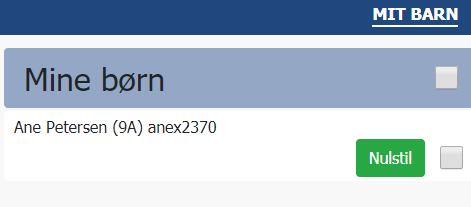 MIT BARN
Mine børn
Ane Petersen (9A) anex2370
Nulstil